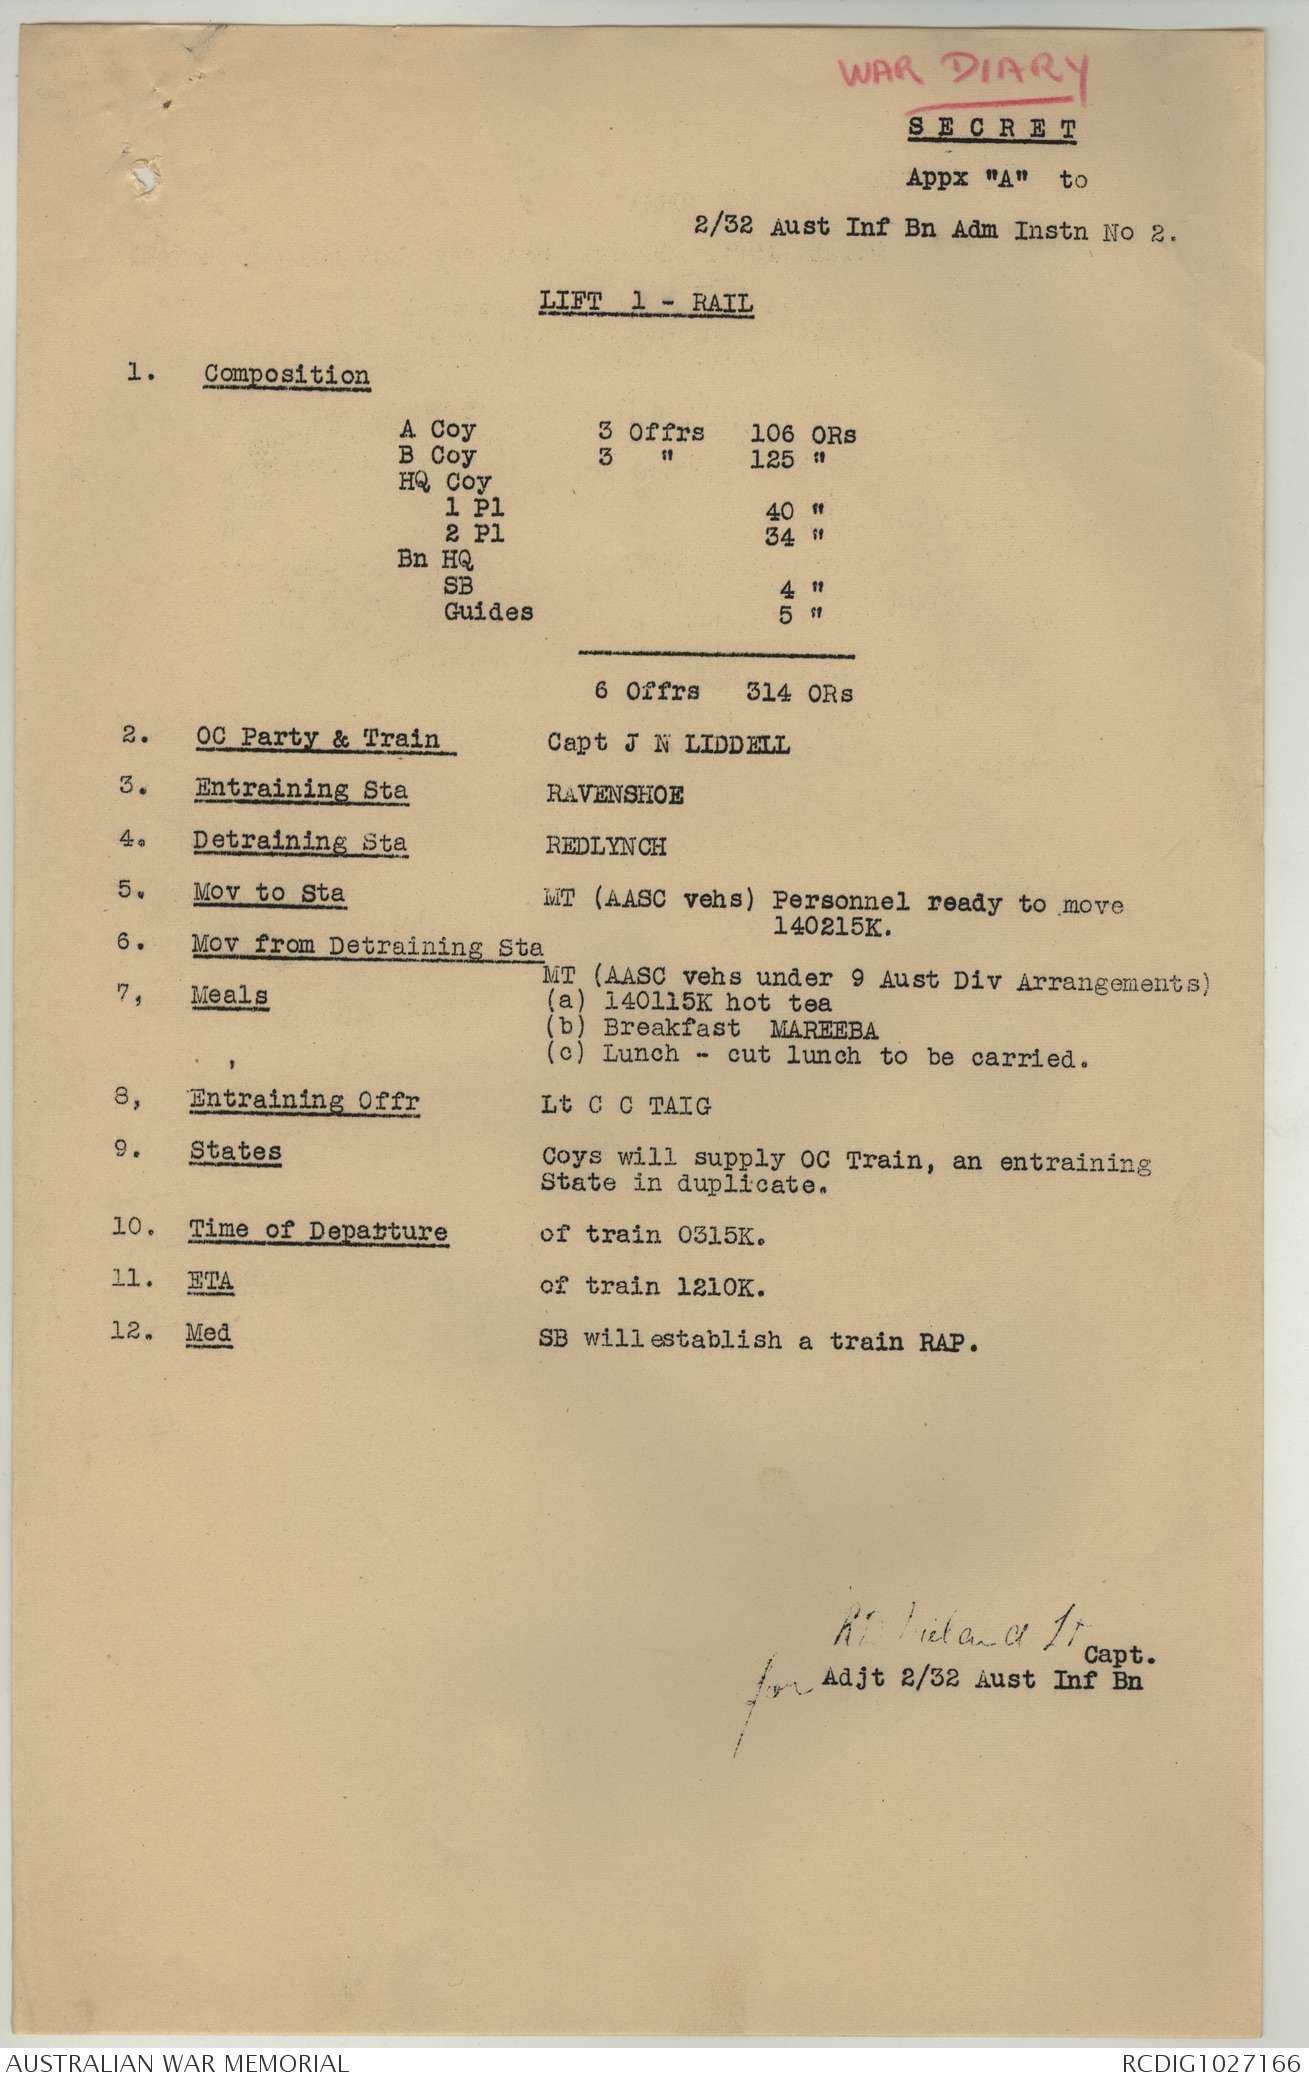 WAR DIARY
SECRET
Appx "A" to
2/32 Aust Inf Bn Adm Instn No 2.
LIFT 1 - RAIL
1. Composition
A Coy 3 Offrs 106 ORs
B Coy 3 " 125 "
HQ Coy
1 Pl 40 "
2 Pl 34 "
Bn HQ
SB 4 "
Guides 5 "
6 Offrs 314 ORs
2. OC Party & Train Capt J N LIDDELL
3. Entraining Sta RAVENSHOE
4. Detraining Sta REDLYNCH
5. Mov to Sta MT (AASC vehs) Personnel ready to move
140215K.
6. Mov from Detraining Sta
MT (AASC vehs under 9 Aust Div Arrangements)
7, Meals (a) 140115K hot tea
(b) Breakfast MAREEBA
(c) Lunch - cut lunch to be carried.
8, Entraining Offr Lt C C TAIG
9. States Coys will supply OC Train, an entraining
State in duplicate.
10. Time of Departure of train 0315K.
11. ETA of train 1210K.
12. Med SB will establish a train RAP.
Lt
Capt.
for Adjt 2/32 Aust Inf Bn
AUSTRALIAN WAR MEMORIAL RCDIG1027166